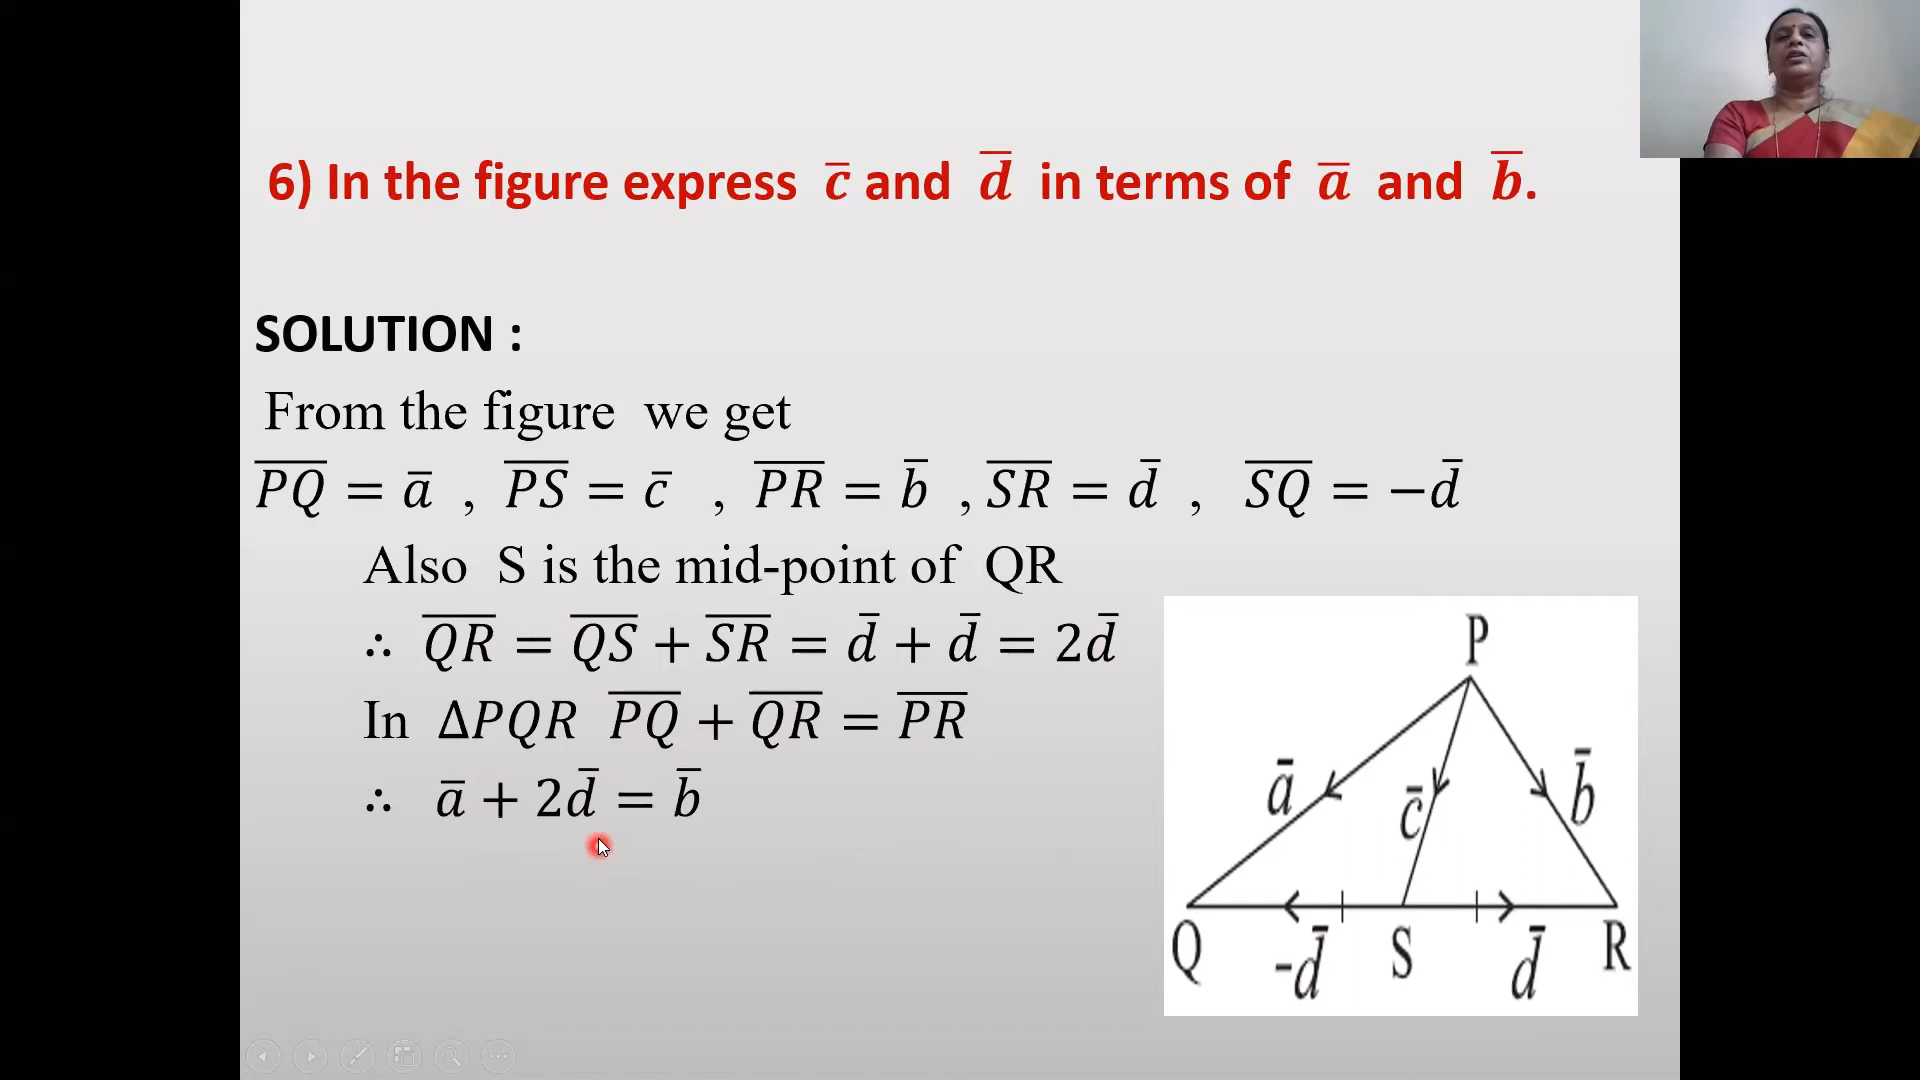 6) In the figure express c̅ and d̅ in terms of a̅ and b̅.
SOLUTION :
From the figure we get
P̅Q̅ = a̅ , P̅S̅ = c̅ , P̅R̅ = b̅ , S̅R̅ = d̅ , S̅Q̅ = −d̅
Also S is the mid-point of QR
∴ Q̅R̅ = Q̅S̅ + S̅R̅ = d̅ + d̅ = 2d̅
In ΔPQR P̅Q̅ + Q̅R̅ = P̅R̅
∴ a̅ + 2d̅ = b̅
P
a̅ c̅ b̅
Q -d̅ S d̅ R